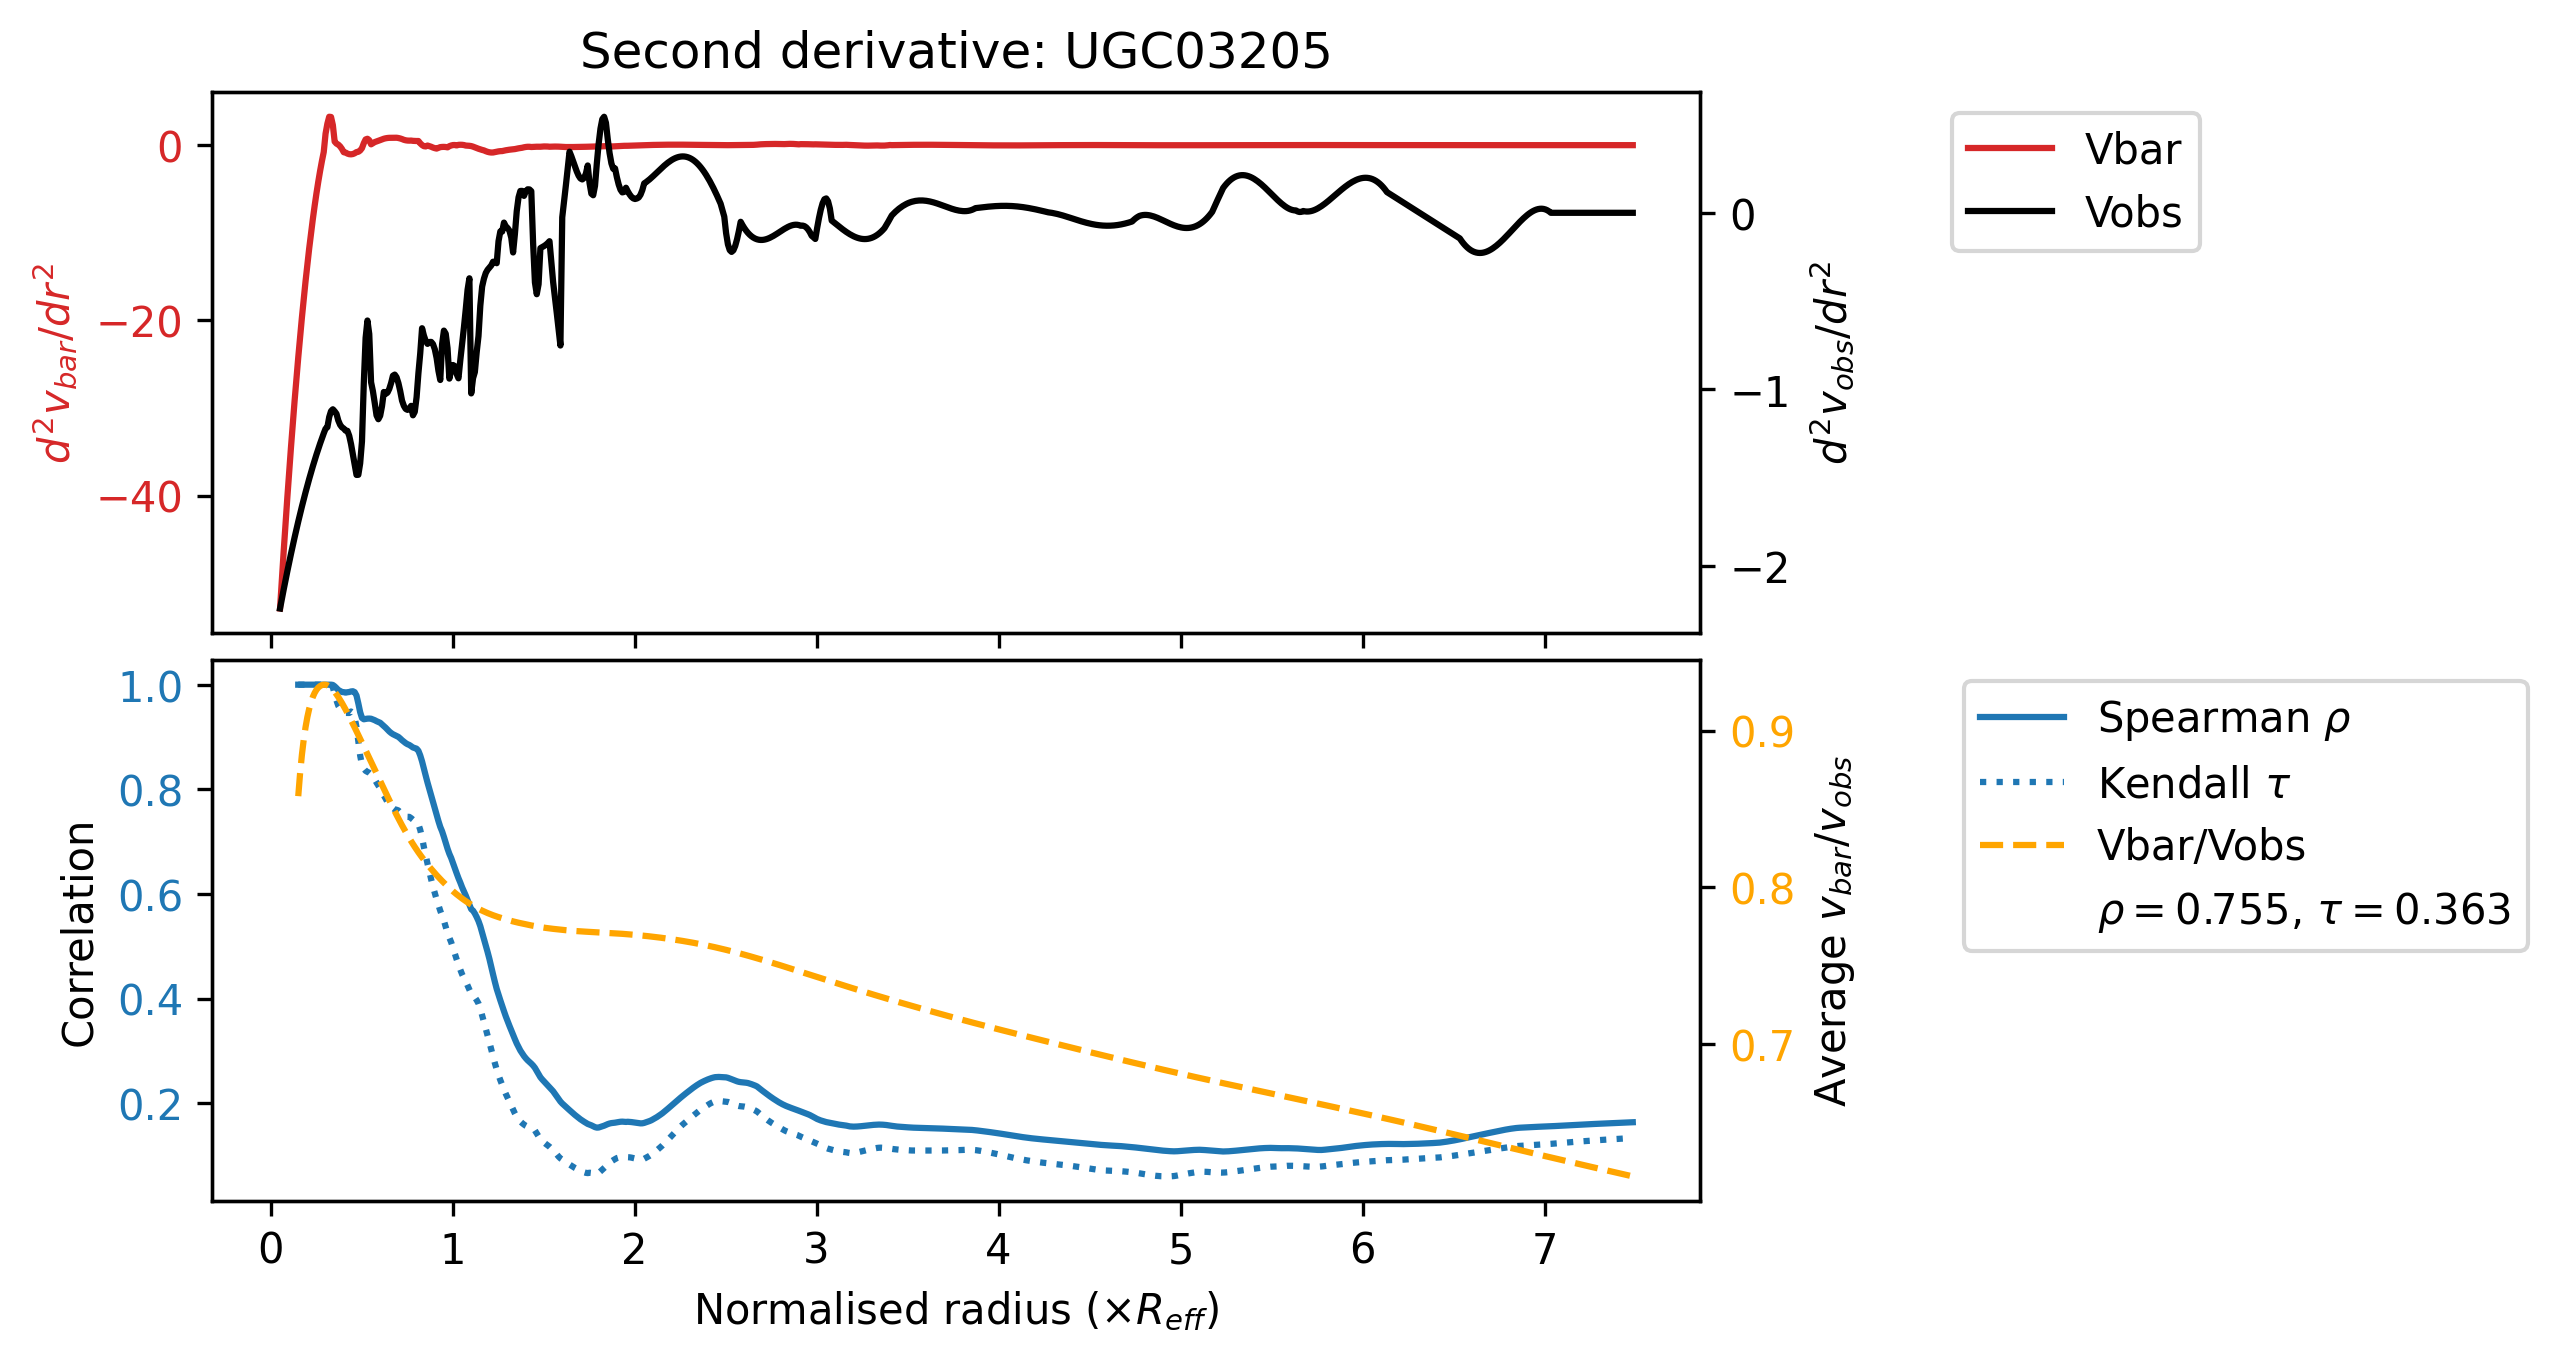 Second derivative: UGC03205
0
−20
−40
d²v_bar/dr²
0
−1
−2
d²v_obs/dr²
Vbar
Vobs
1.0
0.8
0.6
0.4
0.2
Correlation
0.9
0.8
0.7
Average v_bar/v_obs
Spearman ρ
Kendall τ
Vbar/Vobs
ρ = 0.755, τ = 0.363
0 1 2 3 4 5 6 7
Normalised radius (×R_eff)